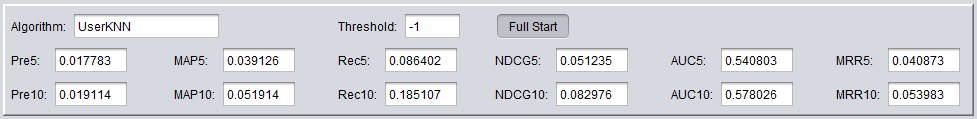 Algorithm: UserKNN Threshold: -1 Full Start
Pre5: 0.017783 MAP5: 0.039126 Rec5: 0.086402 NDCG5: 0.051235 AUC5: 0.540803 MRR5: 0.040873
Pre10: 0.019114 MAP10: 0.051914 Rec10: 0.185107 NDCG10: 0.082976 AUC10: 0.578026 MRR10: 0.053983